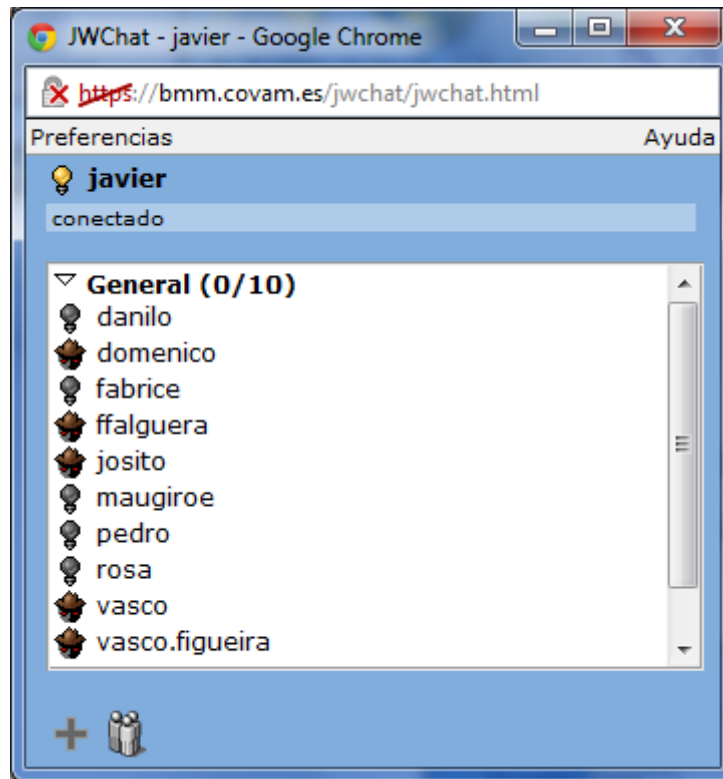 JWChat - javier - Google Chrome
https://bmm.covam.es/jwchat/jwchat.html
Preferencias Ayuda
javier
conectado
General (0/10)
danilo
domenico
fabrice
ffalguera
josito
maugiroe
pedro
rosa
vasco
vasco.figueira